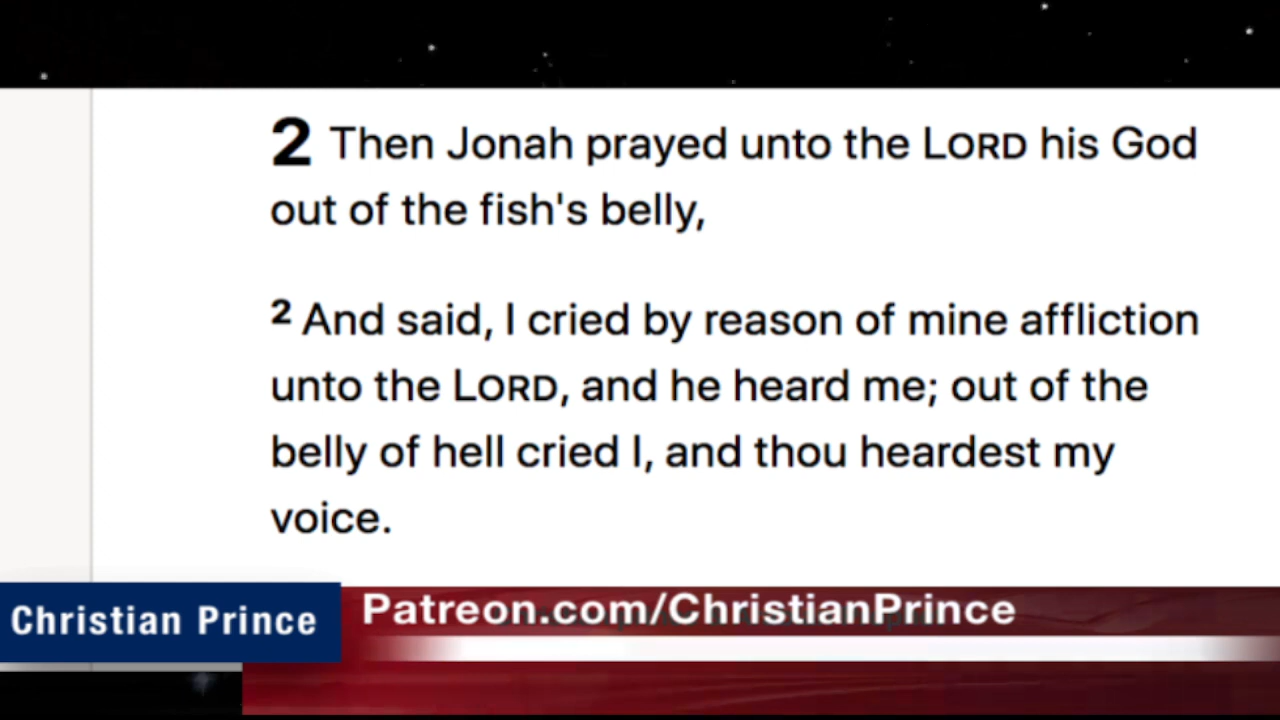 2 Then Jonah prayed unto the LORD his God
out of the fish's belly,
2 And said, I cried by reason of mine affliction
unto the LORD, and he heard me; out of the
belly of hell cried I, and thou heardest my
voice.
Christian Prince
Patreon.com/ChristianPrince